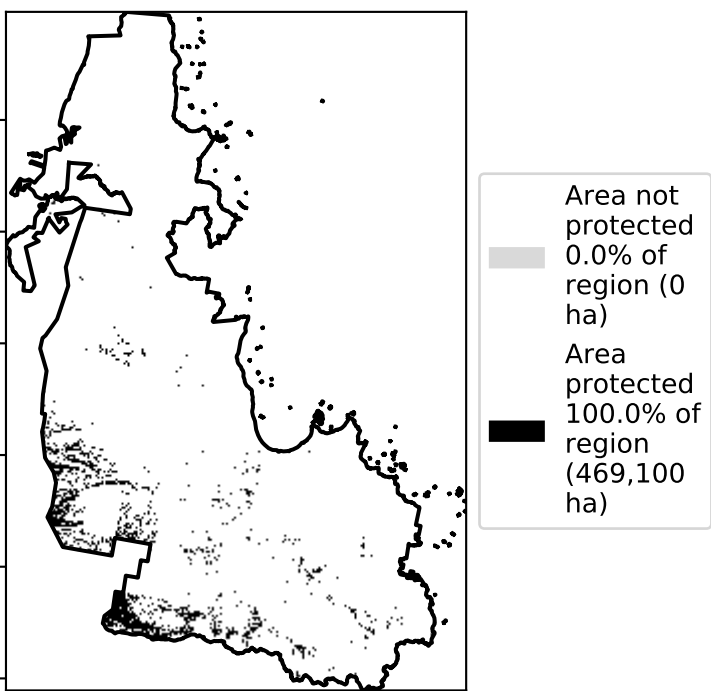 Area not
protected
0.0% of
region (0
ha)
Area
protected
100.0% of
region
(469,100
ha)